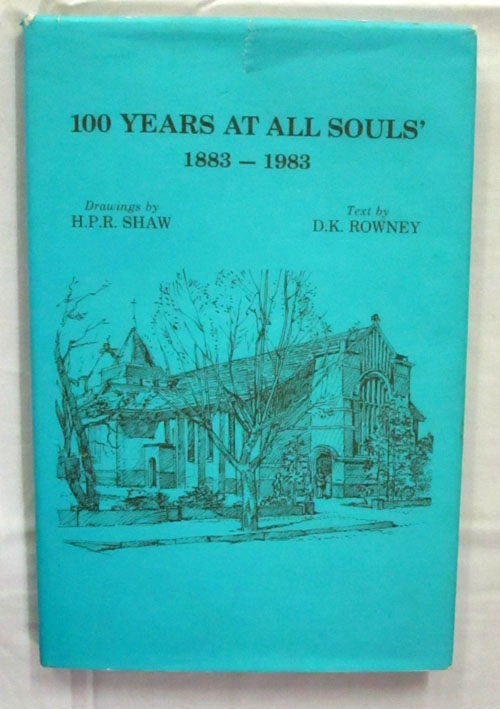 100 YEARS AT ALL SOULS'
1883 – 1983
Drawings by
H.P.R. SHAW
Text by
D.K. ROWNEY